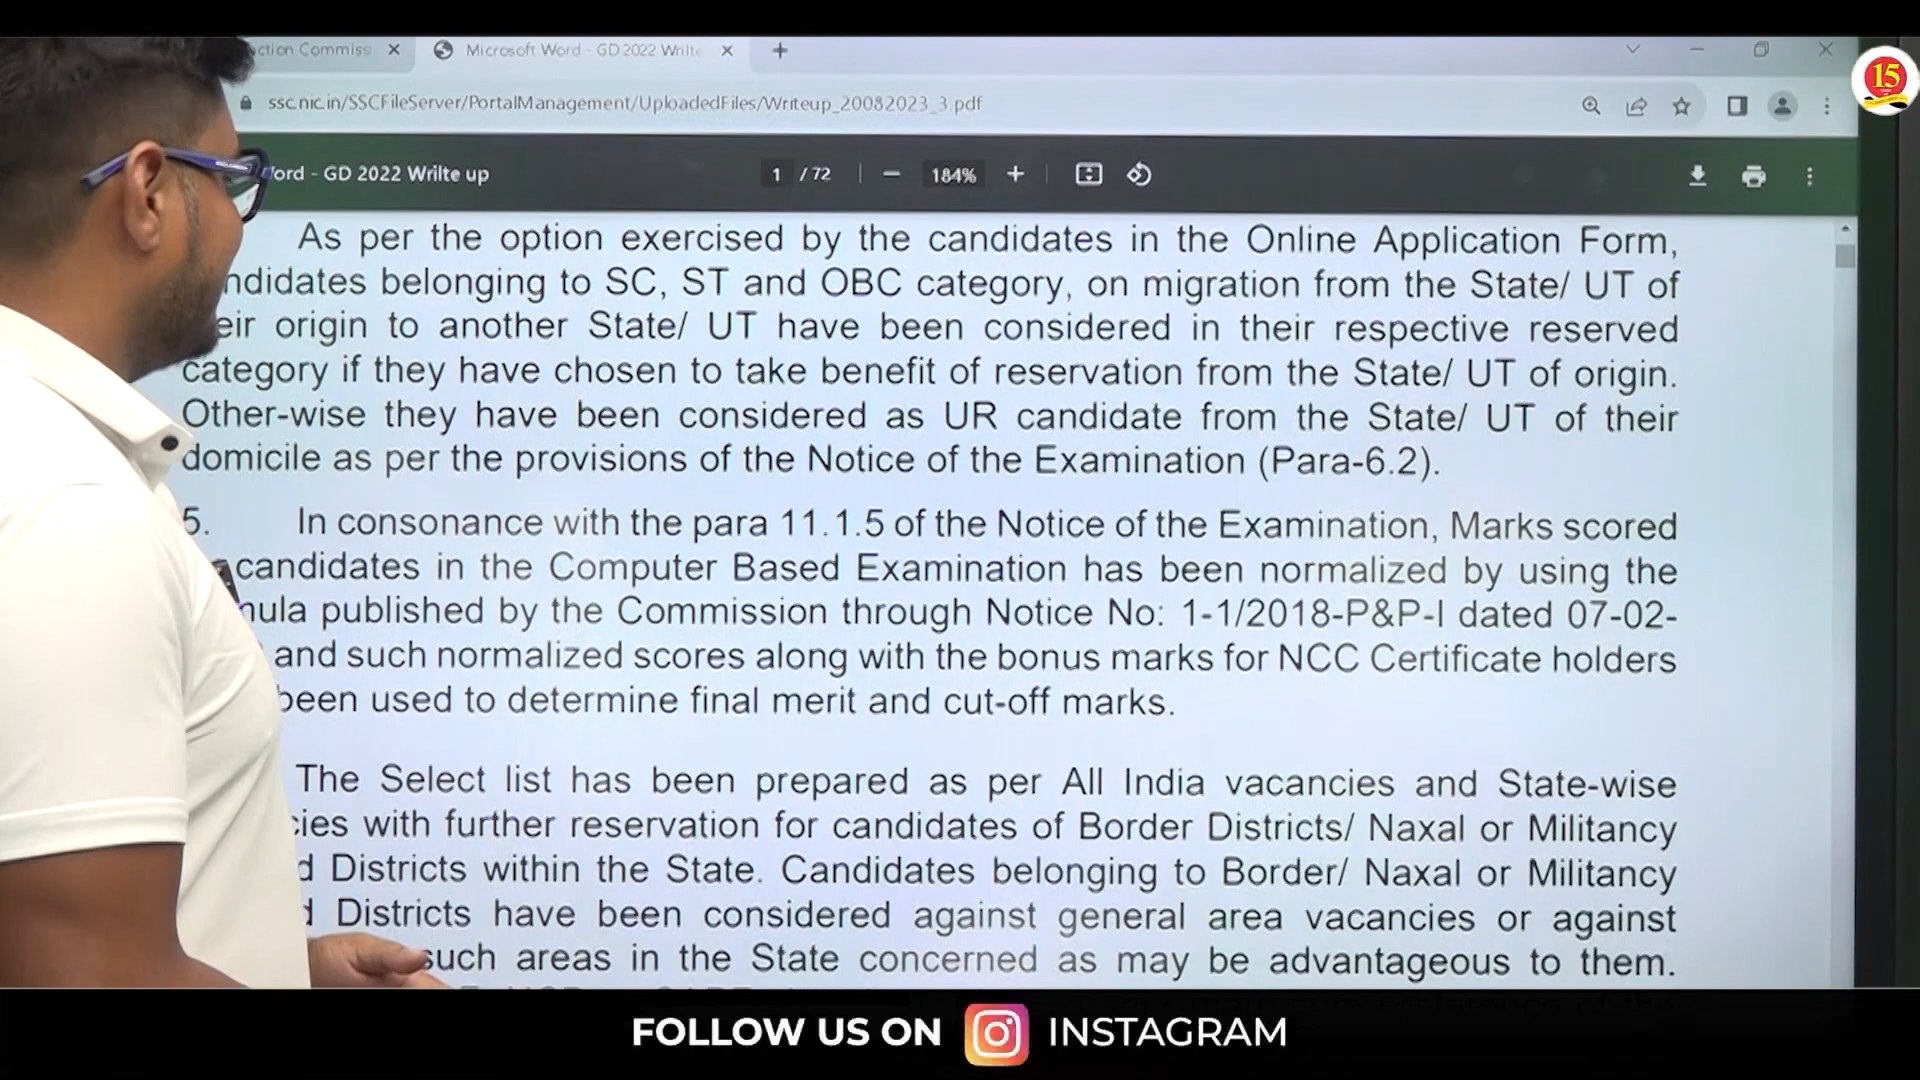 ction Commiss
Microsoft Word - GD 2022 Write
ssc.nic.in/SSCFileServer/PortalManagement/UploadedFiles/Writeup_20082023_3.pdf
15
ord - GD 2022 Wrilte up
1 / 72
184%
As per the option exercised by the candidates in the Online Application Form,
ndidates belonging to SC, ST and OBC category, on migration from the State/ UT of
eir origin to another State/ UT have been considered in their respective reserved
category if they have chosen to take benefit of reservation from the State/ UT of origin.
Other-wise they have been considered as UR candidate from the State/ UT of their
domicile as per the provisions of the Notice of the Examination (Para-6.2).
5. In consonance with the para 11.1.5 of the Notice of the Examination, Marks scored
candidates in the Computer Based Examination has been normalized by using the
nula published by the Commission through Notice No: 1-1/2018-P&P-I dated 07-02-
and such normalized scores along with the bonus marks for NCC Certificate holders
been used to determine final merit and cut-off marks.
The Select list has been prepared as per All India vacancies and State-wise
cies with further reservation for candidates of Border Districts/ Naxal or Militancy
d Districts within the State. Candidates belonging to Border/ Naxal or Militancy
d Districts have been considered against general area vacancies or against
such areas in the State concerned as may be advantageous to them.
FOLLOW US ON INSTAGRAM